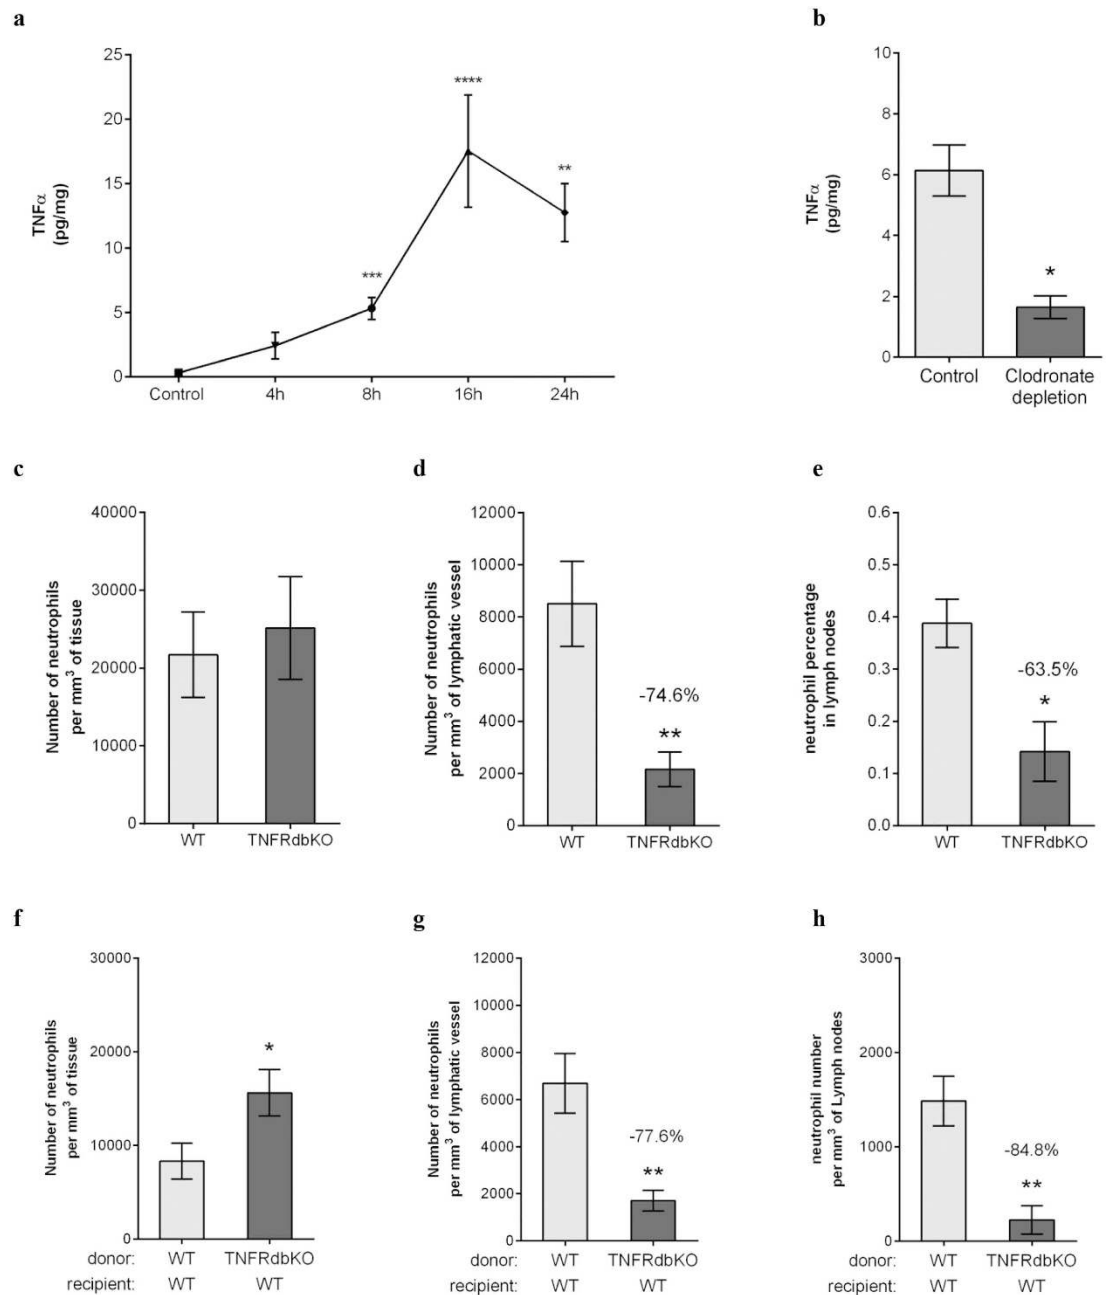 a
TNFα
(pg/mg)
25
20
15
10
5
0
***
****
**
Control 4h 8h 16h 24h
b
TNFα
(pg/mg)
10
8
6
4
2
0
*
Control Clodronate
depletion
c
Number of neutrophils
per mm³ of tissue
40000
30000
20000
10000
0
WT TNFRdbKO
d
Number of neutrophils
per mm³ of lymphatic vessel
12000
10000
8000
6000
4000
2000
0
-74.6%
**
WT TNFRdbKO
e
neutrophil percentage
in lymph nodes
0.6
0.5
0.4
0.3
0.2
0.1
0.0
-63.5%
*
WT TNFRdbKO
f
Number of neutrophils
per mm³ of tissue
30000
20000
10000
0
*
donor: WT TNFRdbKO
recipient: WT WT
g
Number of neutrophils
per mm³ of lymphatic vessel
12000
10000
8000
6000
4000
2000
0
-77.6%
**
WT TNFRdbKO
WT WT
h
neutrophil number
per mm³ of Lymph nodes
3000
2000
1000
0
-84.8%
**
WT TNFRdbKO
WT WT